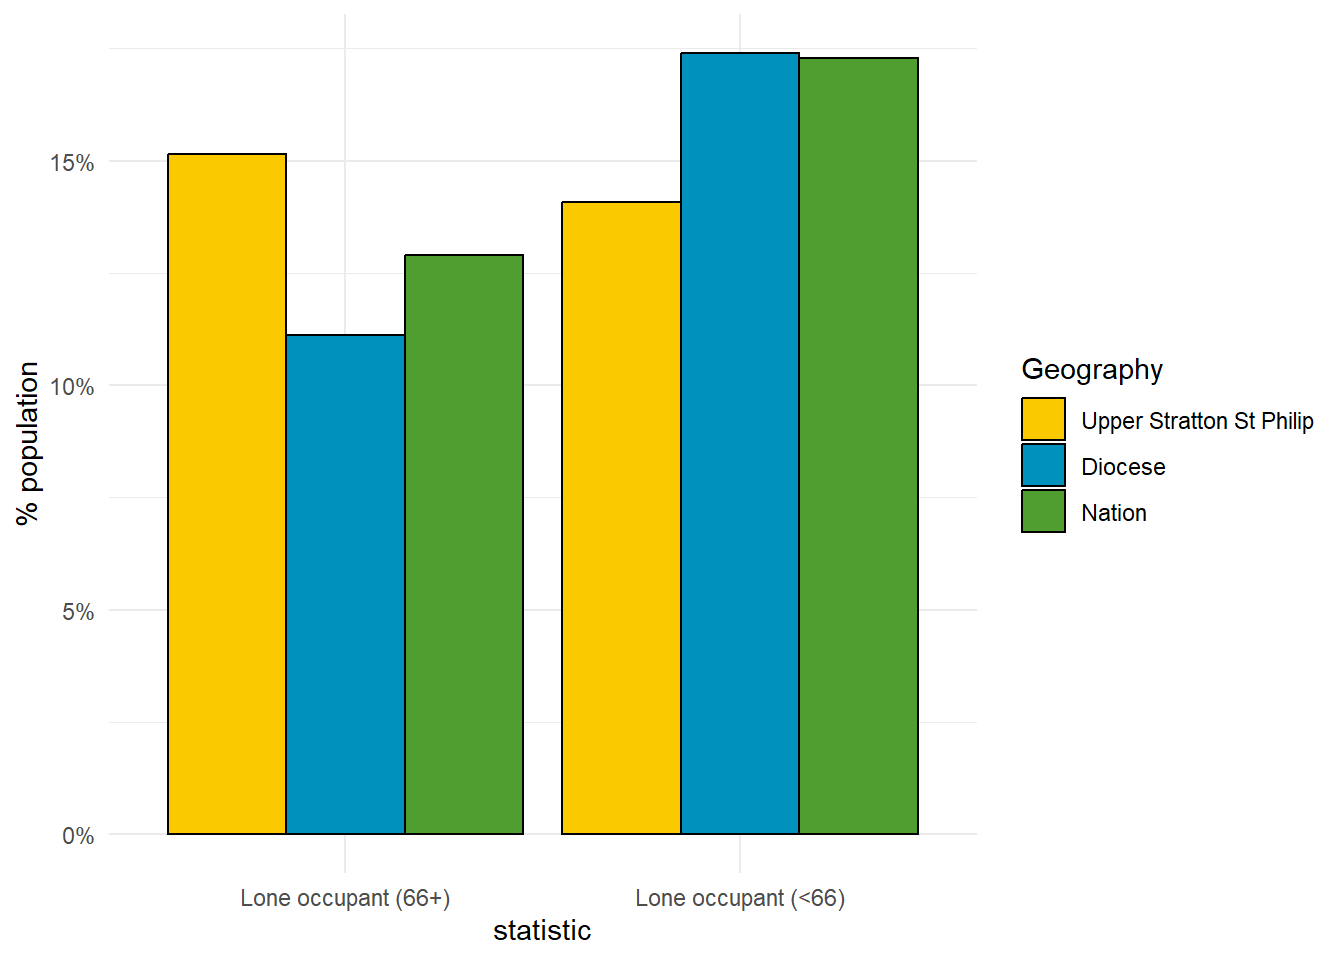 % population
15%
10%
5%
0%
Lone occupant (66+)
Lone occupant (<66)
statistic
Geography
Upper Stratton St Philip
Diocese
Nation